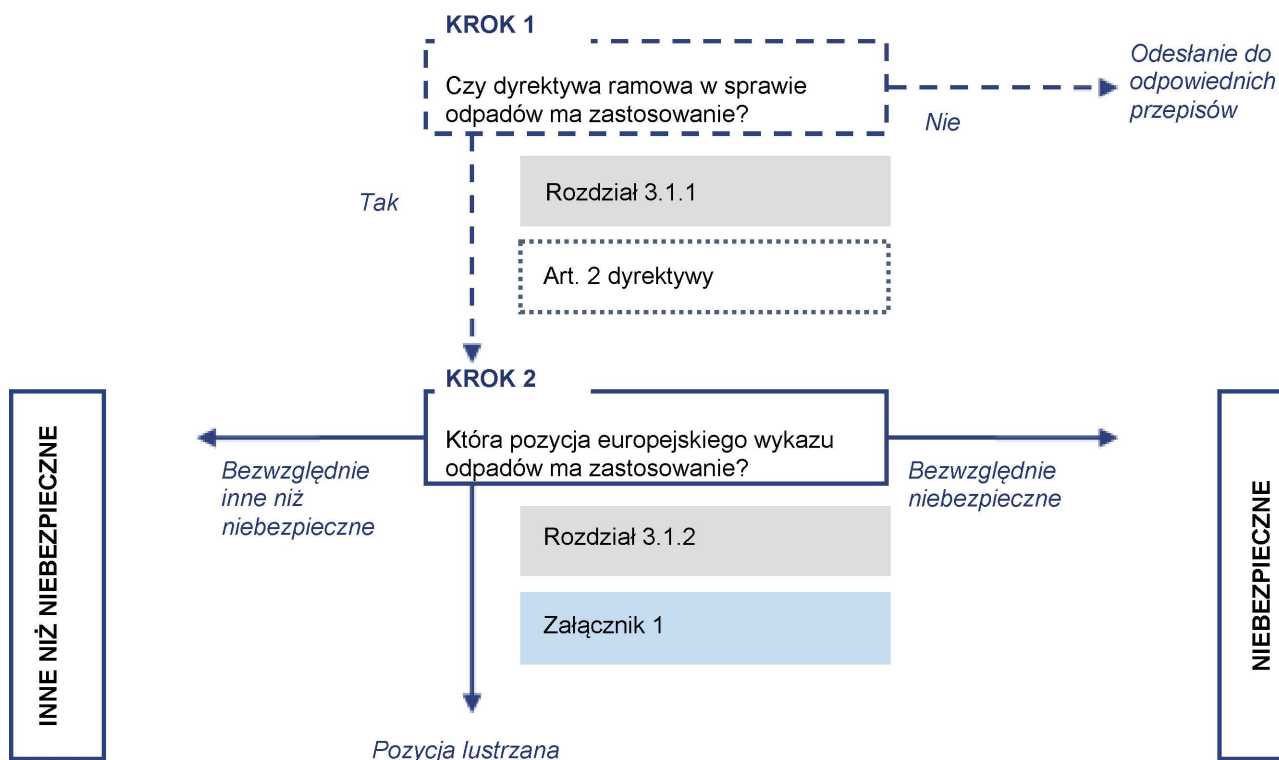 KROK 1
Czy dyrektywa ramowa w sprawie
odpadów ma zastosowanie?
Nie
Odesłanie do
odpowiednich
przepisów
Tak
Rozdział 3.1.1
Art. 2 dyrektywy
KROK 2
Która pozycja europejskiego wykazu
odpadów ma zastosowanie?
Bezwzględnie
inne niż
niebezpieczne
Bezwzględnie
niebezpieczne
INNE NIŻ NIEBEZPIECZNE
NIEBEZPIECZNE
Rozdział 3.1.2
Załącznik 1
Pozycja lustrzana